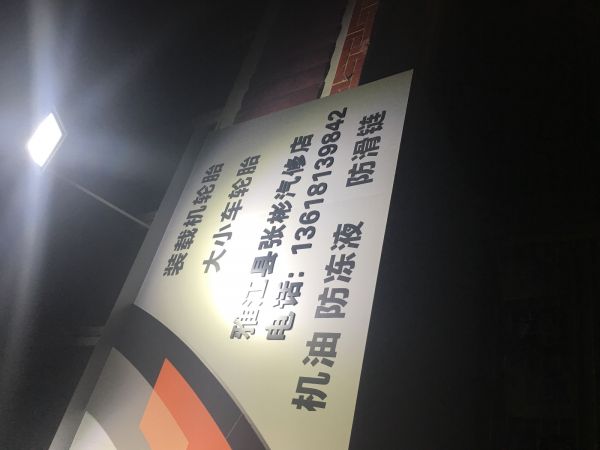 装载机轮胎
大小车轮胎
雅江县张彬汽修店
电话：13618139842
机油 防冻液 防滑链